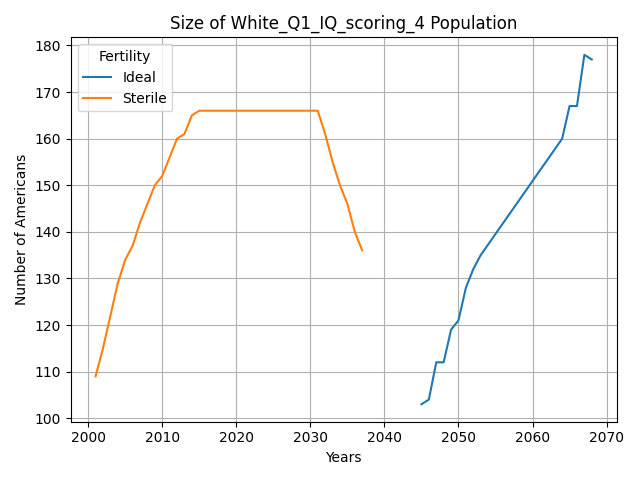 Size of White_Q1_IQ_scoring_4 Population
Number of Americans
180
170
160
150
140
130
120
110
100
Fertility
Ideal
Sterile
2000 2010 2020 2030 2040 2050 2060 2070
Years